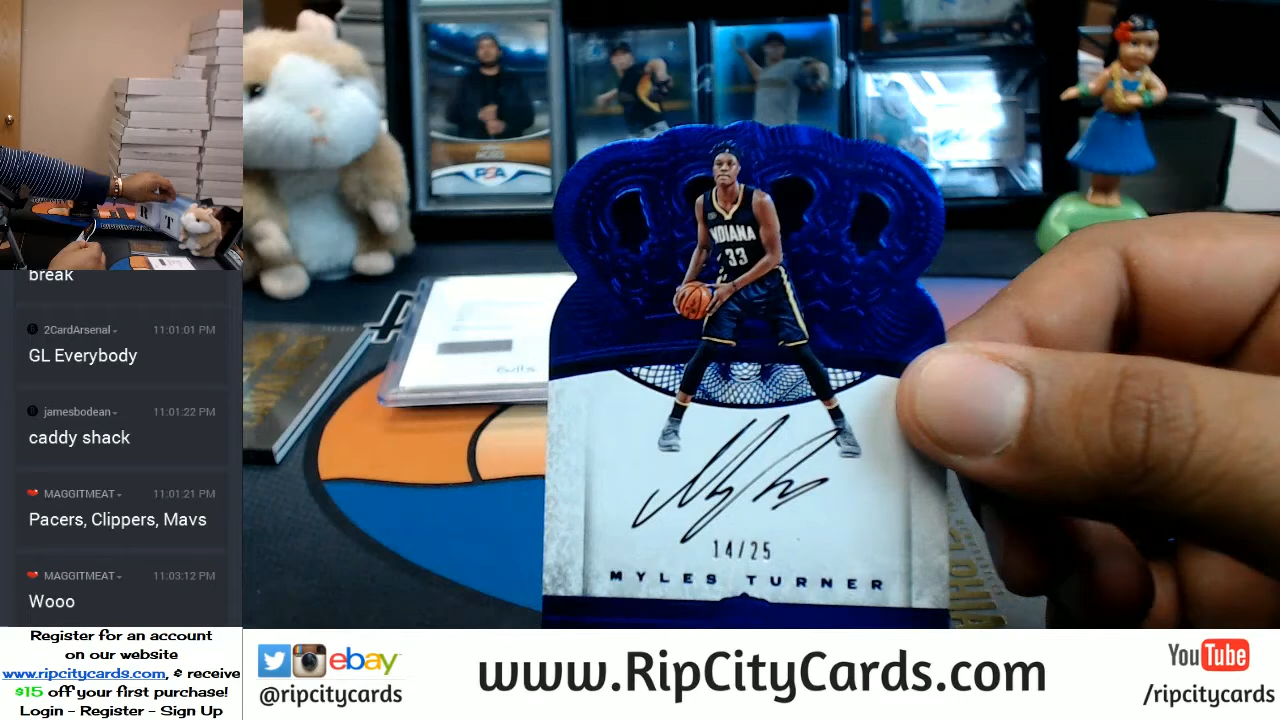 break
2CardArsenal
11:01:01 PM
GL Everybody
jamesbodean
11:01:22 PM
caddy shack
MAGGITMEAT
11:01:21 PM
Pacers, Clippers, Mavs
MAGGITMEAT
11:03:12 PM
Wooo
R T
PSA
Bulls
INDIANA
33
14/25
MYLES TURNER
Register for an account
on our website
www.ripcitycards.com, & receive
$15 off your first purchase!
Login - Register - Sign Up
ebay
@ripcitycards
www.RipCityCards.com
YouTube
/ripcitycards